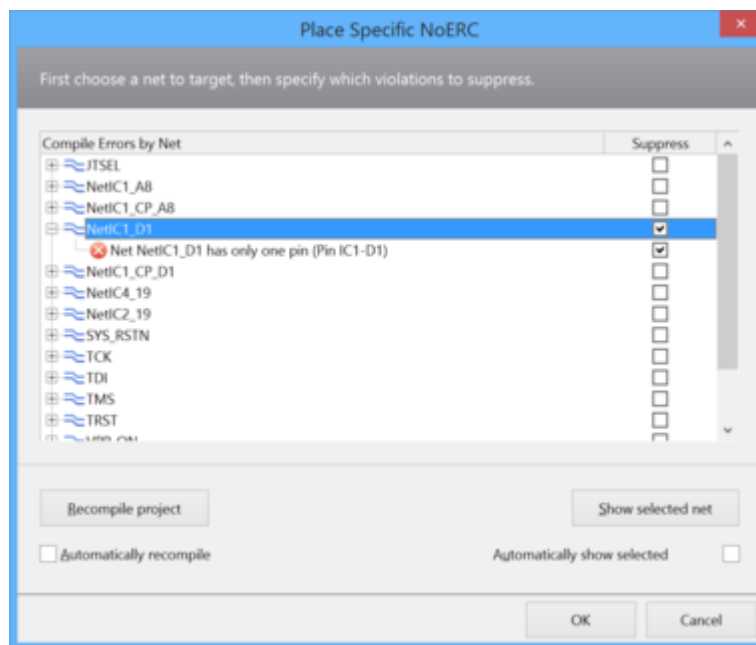 Place Specific NoERC
First choose a net to target, then specify which violations to suppress.
Compile Errors by Net Suppress
JTSEL
NetIC1_A8
NetIC1_CP_A8
NetIC1_D1
Net NetIC1_D1 has only one pin (Pin IC1-D1)
NetIC1_CP_D1
NetIC4_19
NetIC2_19
SYS_RSTN
TCK
TDI
TMS
TRST
Recompile project Show selected net
Automatically recompile Automatically show selected
OK Cancel